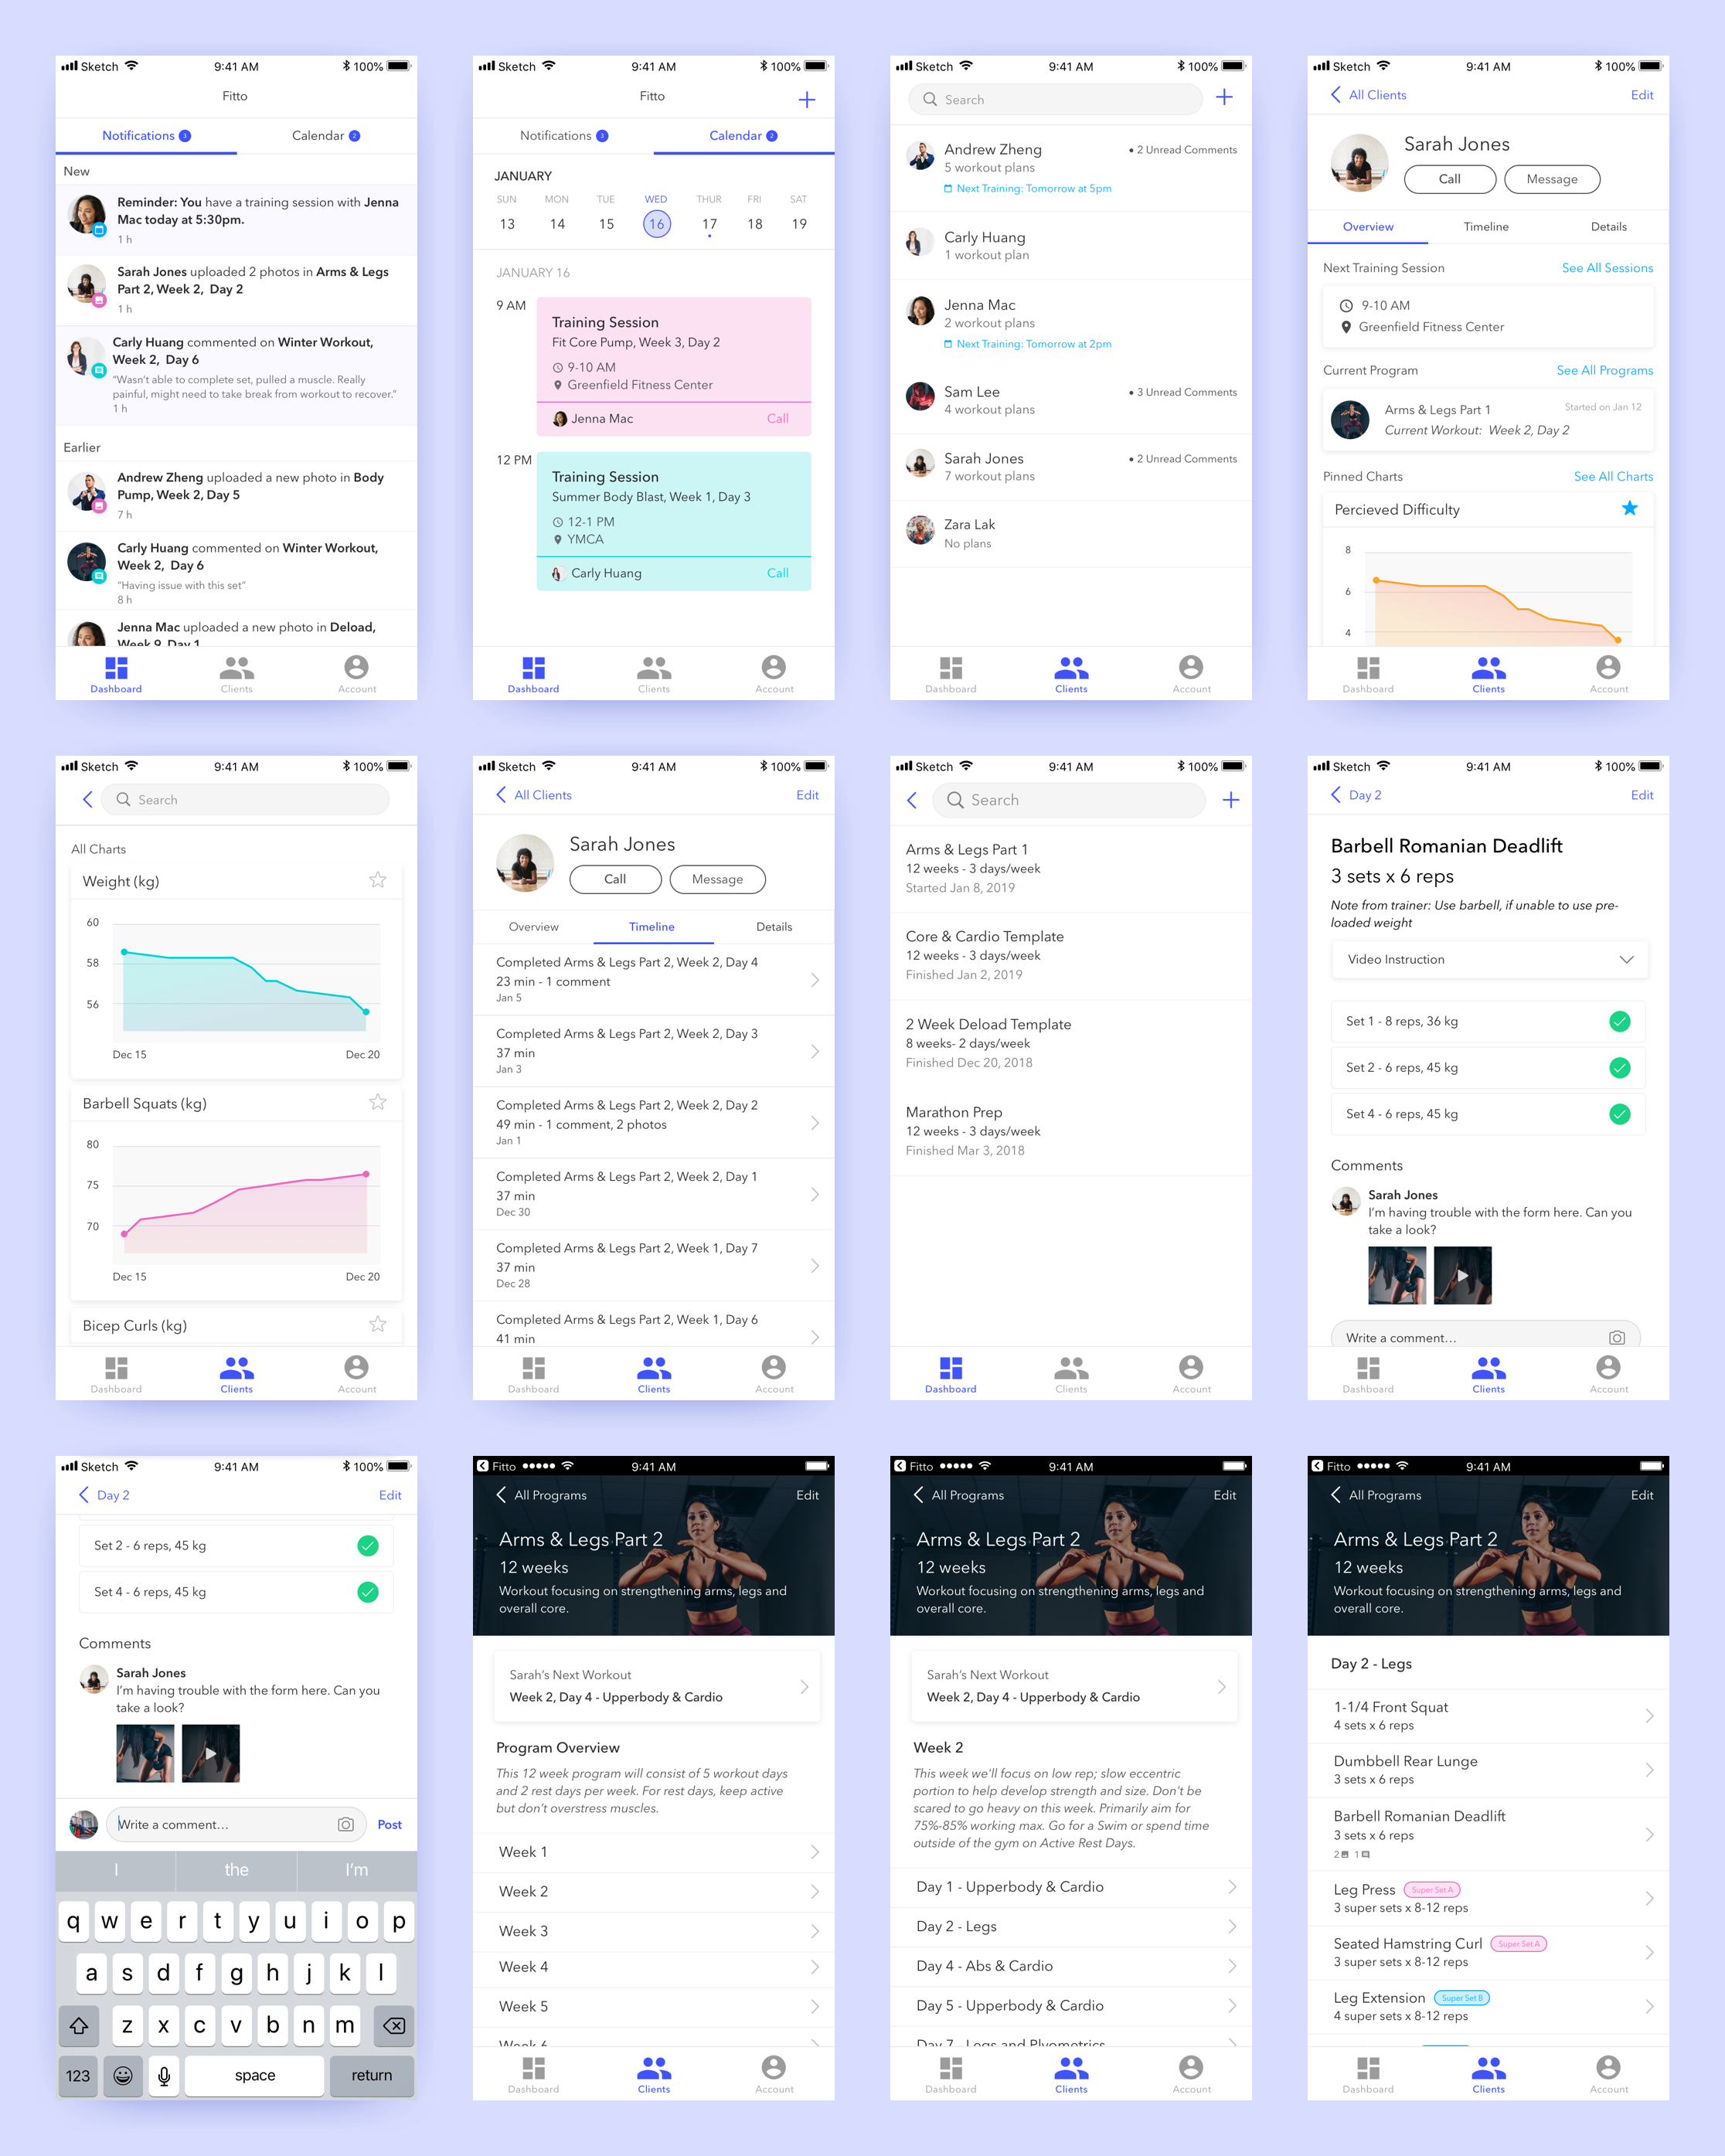 Sketch 9:41 AM 100%
Fitto
Notifications 3 Calendar 2
New
Reminder: You have a training session with Jenna
Mac today at 5:30pm.
1 h
Sarah Jones uploaded 2 photos in Arms & Legs
Part 2, Week 2, Day 2
1 h
Carly Huang commented on Winter Workout,
Week 2, Day 6
“Wasn’t able to complete set, pulled a muscle. Really
painful, might need to take break from workout to recover.”
1 h
Earlier
Andrew Zheng uploaded a new photo in Body
Pump, Week 2, Day 5
7 h
Carly Huang commented on Winter Workout,
Week 2, Day 6
“Having issue with this set”
8 h
Jenna Mac uploaded a new photo in Deload,
Week 9, Day 1
Dashboard Clients Account
Sketch 9:41 AM 100%
Fitto
Notifications 3 Calendar 2
JANUARY
SUN MON TUE WED THUR FRI SAT
13 14 15 16 17 18 19
JANUARY 16
9 AM
Training Session
Fit Core Pump, Week 3, Day 2
9-10 AM
Greenfield Fitness Center
Jenna Mac Call
12 PM
Training Session
Summer Body Blast, Week 1, Day 3
12-1 PM
YMCA
Carly Huang Call
Dashboard Clients Account
Sketch 9:41 AM 100%
Search
Andrew Zheng • 2 Unread Comments
5 workout plans
Next Training: Tomorrow at 5pm
Carly Huang
1 workout plan
Jenna Mac
2 workout plans
Next Training: Tomorrow at 2pm
Sam Lee • 3 Unread Comments
4 workout plans
Sarah Jones • 2 Unread Comments
7 workout plans
Zara Lak
No plans
Dashboard Clients Account
Sketch 9:41 AM 100%
All Clients Edit
Sarah Jones
Call Message
Overview Timeline Details
Next Training Session See All Sessions
9-10 AM
Greenfield Fitness Center
Current Program See All Programs
Arms & Legs Part 1 Started on Jan 12
Current Workout: Week 2, Day 2
Pinned Charts See All Charts
Percieved Difficulty
8
6
4
Dashboard Clients Account
Sketch 9:41 AM 100%
Search
All Charts
Weight (kg)
60
58
56
Dec 15 Dec 20
Barbell Squats (kg)
80
75
70
Dec 15 Dec 20
Bicep Curls (kg)
Dashboard Clients Account
Sketch 9:41 AM 100%
All Clients Edit
Sarah Jones
Call Message
Overview Timeline Details
Completed Arms & Legs Part 2, Week 2, Day 4
23 min - 1 comment
Jan 5
Completed Arms & Legs Part 2, Week 2, Day 3
37 min
Jan 3
Completed Arms & Legs Part 2, Week 2, Day 2
49 min - 1 comment, 2 photos
Jan 1
Completed Arms & Legs Part 2, Week 2, Day 1
37 min
Dec 30
Completed Arms & Legs Part 2, Week 1, Day 7
37 min
Dec 28
Completed Arms & Legs Part 2, Week 1, Day 6
41 min
Dashboard Clients Account
Sketch 9:41 AM 100%
Search
Arms & Legs Part 1
12 weeks - 3 days/week
Started Jan 8, 2019
Core & Cardio Template
12 weeks - 3 days/week
Finished Jan 2, 2019
2 Week Deload Template
8 weeks- 2 days/week
Finished Dec 20, 2018
Marathon Prep
12 weeks - 3 days/week
Finished Mar 3, 2018
Dashboard Clients Account
Sketch 9:41 AM 100%
Day 2 Edit
Barbell Romanian Deadlift
3 sets x 6 reps
Note from trainer: Use barbell, if unable to use pre-
loaded weight
Video Instruction
Set 1 - 8 reps, 36 kg
Set 2 - 6 reps, 45 kg
Set 4 - 6 reps, 45 kg
Comments
Sarah Jones
I’m having trouble with the form here. Can you
take a look?
Write a comment…
Dashboard Clients Account
Sketch 9:41 AM 100%
Day 2 Edit
Set 2 - 6 reps, 45 kg
Set 4 - 6 reps, 45 kg
Comments
Sarah Jones
I’m having trouble with the form here. Can you
take a look?
Write a comment… Post
I the I’m
q w e r t y u i o p
a s d f g h j k l
z x c v b n m
123 space return
Fitto 9:41 AM
All Programs Edit
Arms & Legs Part 2
12 weeks
Workout focusing on strengthening arms, legs and
overall core.
Sarah’s Next Workout
Week 2, Day 4 - Upperbody & Cardio
Program Overview
This 12 week program will consist of 5 workout days
and 2 rest days per week. For rest days, keep active
but don’t overstress muscles.
Week 1
Week 2
Week 3
Week 4
Week 5
Week 6
Dashboard Clients Account
Fitto 9:41 AM
All Programs Edit
Arms & Legs Part 2
12 weeks
Workout focusing on strengthening arms, legs and
overall core.
Sarah’s Next Workout
Week 2, Day 4 - Upperbody & Cardio
Week 2
This week we'll focus on low rep; slow eccentric
portion to help develop strength and size. Don't be
scared to go heavy on this week. Primarily aim for
75%-85% working max. Go for a Swim or spend time
outside of the gym on Active Rest Days.
Day 1 - Upperbody & Cardio
Day 2 - Legs
Day 4 - Abs & Cardio
Day 5 - Upperbody & Cardio
Day 7 - Legs and Plyometrics
Dashboard Clients Account
Fitto 9:41 AM
All Programs Edit
Arms & Legs Part 2
12 weeks
Workout focusing on strengthening arms, legs and
overall core.
Day 2 - Legs
1-1/4 Front Squat
4 sets x 6 reps
Dumbbell Rear Lunge
3 sets x 6 reps
Barbell Romanian Deadlift
3 sets x 6 reps
2 1
Leg Press Super Set A
3 super sets x 8-12 reps
Seated Hamstring Curl Super Set A
3 super sets x 8-12 reps
Leg Extension Super Set B
4 super sets x 8-12 reps
Dashboard Clients Account